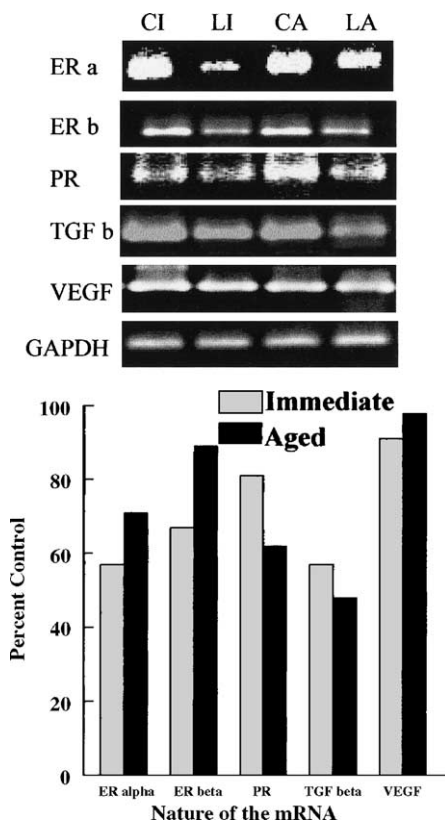 CI LI CA LA
ER a
ER b
PR
TGF b
VEGF
GAPDH
Immediate
Aged
100
80
60
40
20
0
Percent Control
ER alpha ER beta PR TGF beta VEGF
Nature of the mRNA